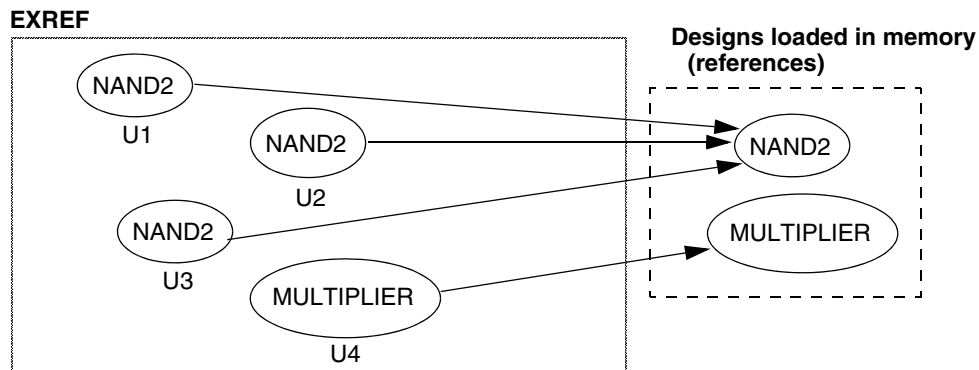 EXREF
Designs loaded in memory
(references)
NAND2
U1
NAND2
U2
NAND2
U3
MULTIPLIER
U4
NAND2
MULTIPLIER